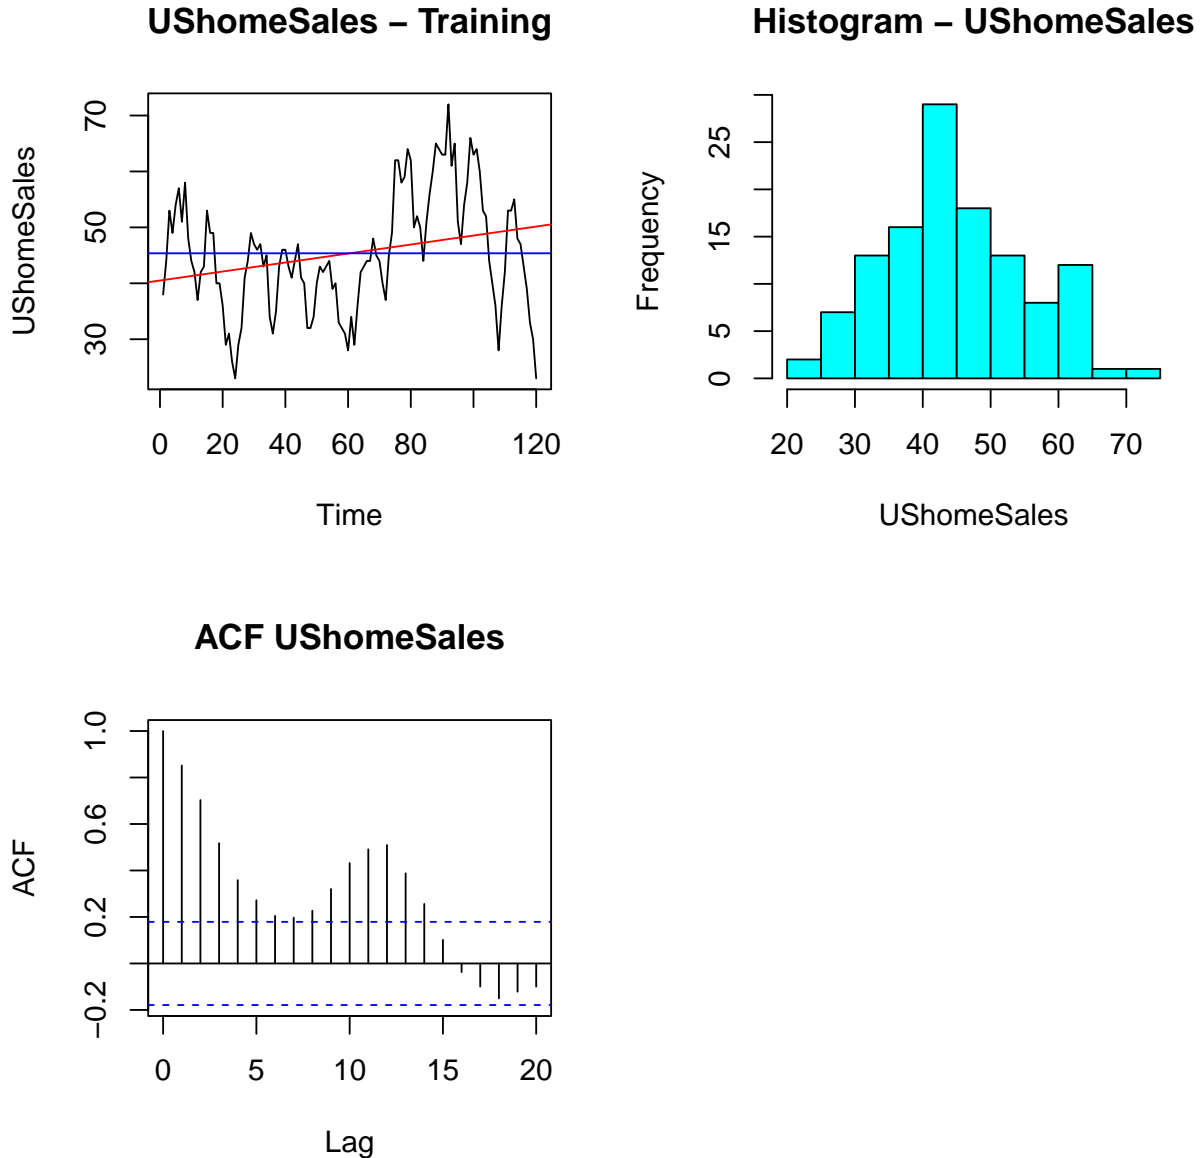 UShomeSales – Training
UShomeSales
70
50
30
0 20 40 60 80 120
Time
Histogram – UShomeSales
Frequency
25
15
5
0
20 30 40 50 60 70
UShomeSales
ACF UShomeSales
ACF
1.0
0.6
0.2
−0.2
0 5 10 15 20
Lag